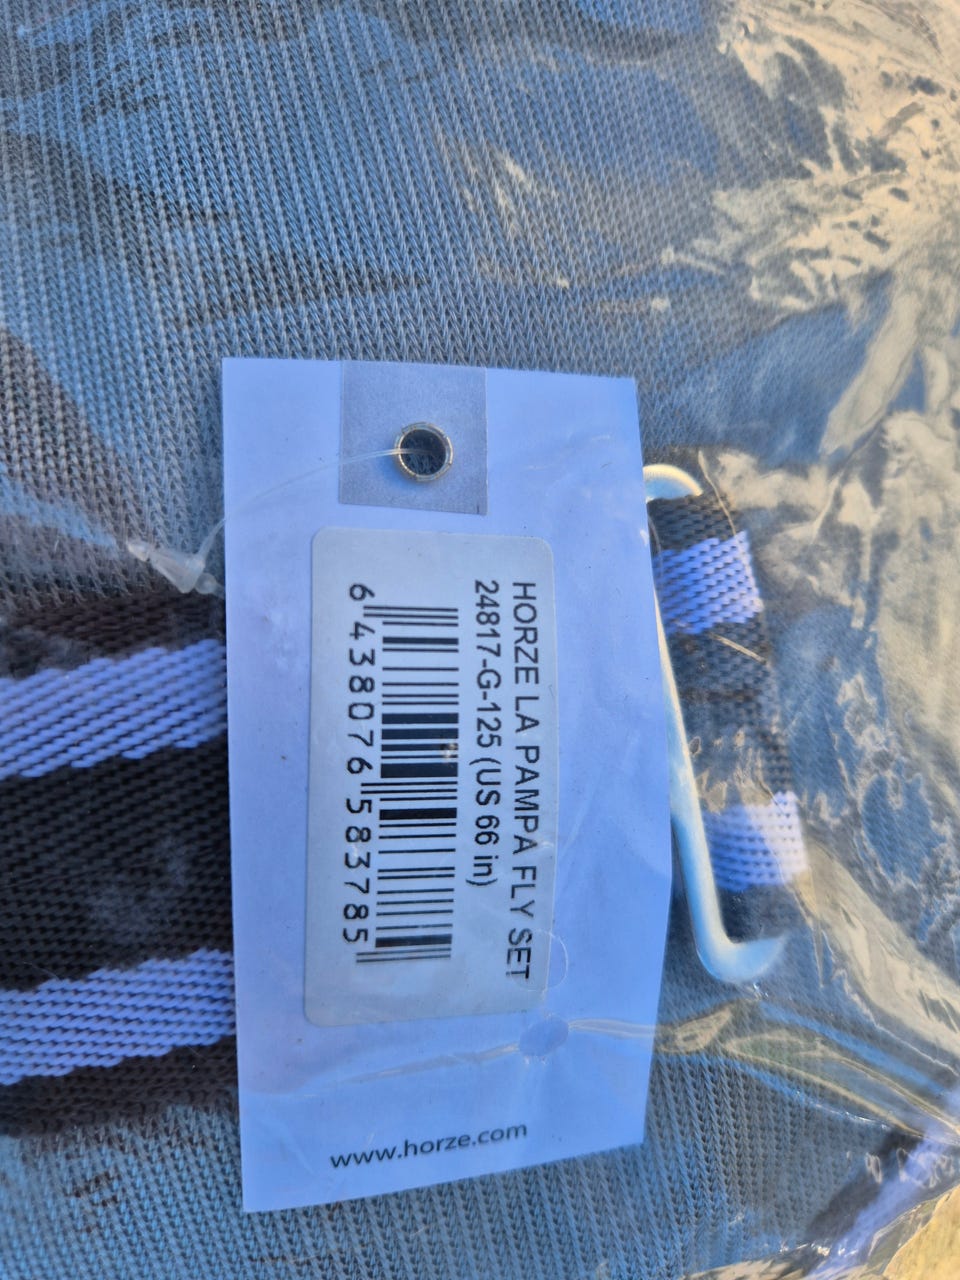 HORZE LA PAMPA FLY SET
24817-G-125 (US 66 in)
6 438076 583785
www.horze.com